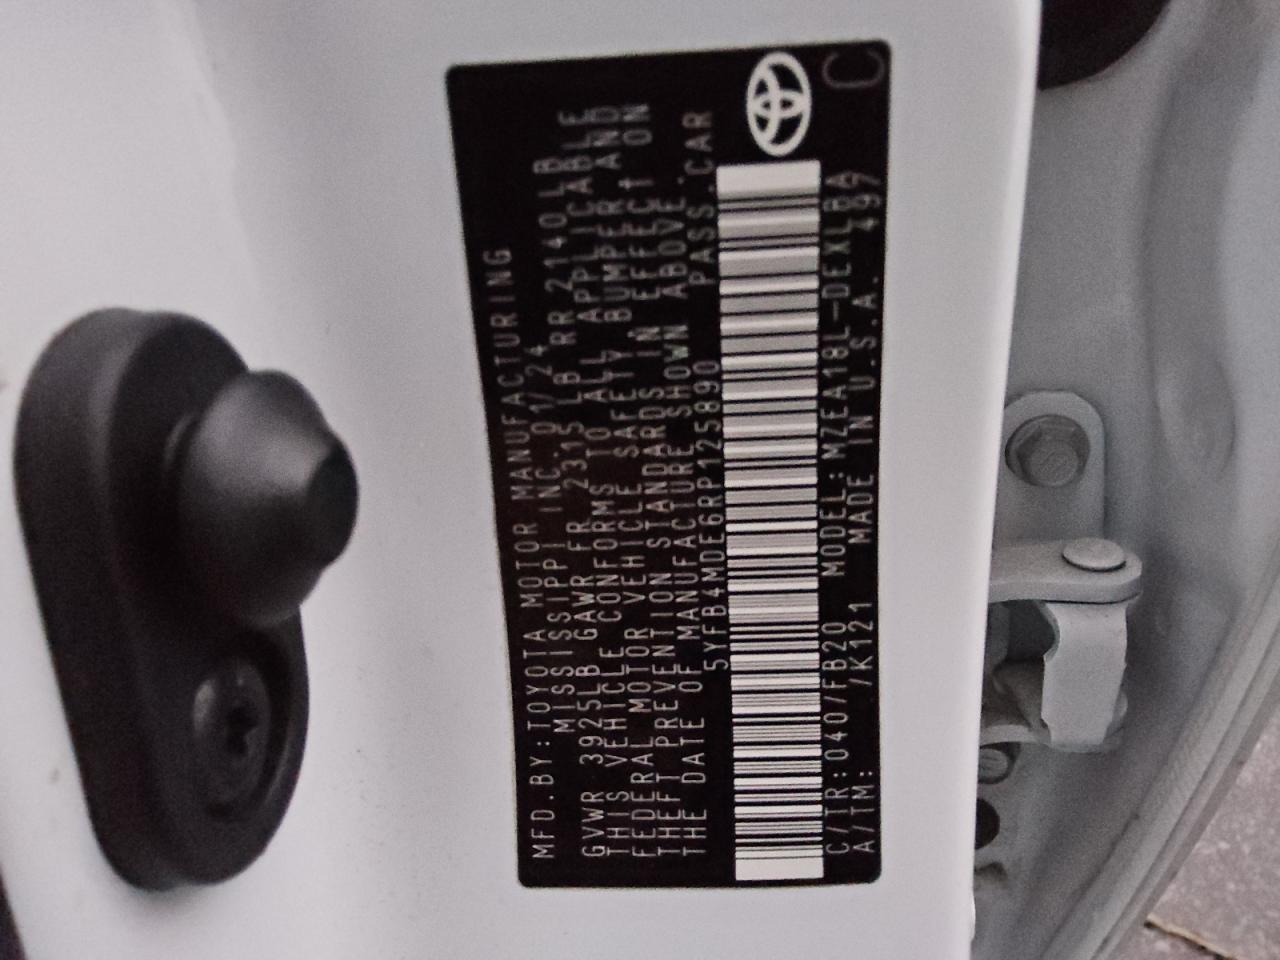 MFD.BY:TOYOTA MOTOR MANUFACTURING
MISSISSIPPI INC.01/24
GVWR 3925LB GAWR FR 2315 LB RR 2140LB
THIS VEHICLE CONFORMS TO ALL APPLICABLE
FEDERAL MOTOR VEHICLE SAFETY, BUMPER AND
THEFT PREVENTION STANDARDS IN EFFECT ON
THE DATE OF MANUFACTURE SHOWN ABOVE.
5YFB4MDE6RP125890 PASS.CAR
C/TR:040/FB20 MODEL:MZEA18L-DEXLBA
A/TM: /K121 MADE IN U.S.A. 497
C